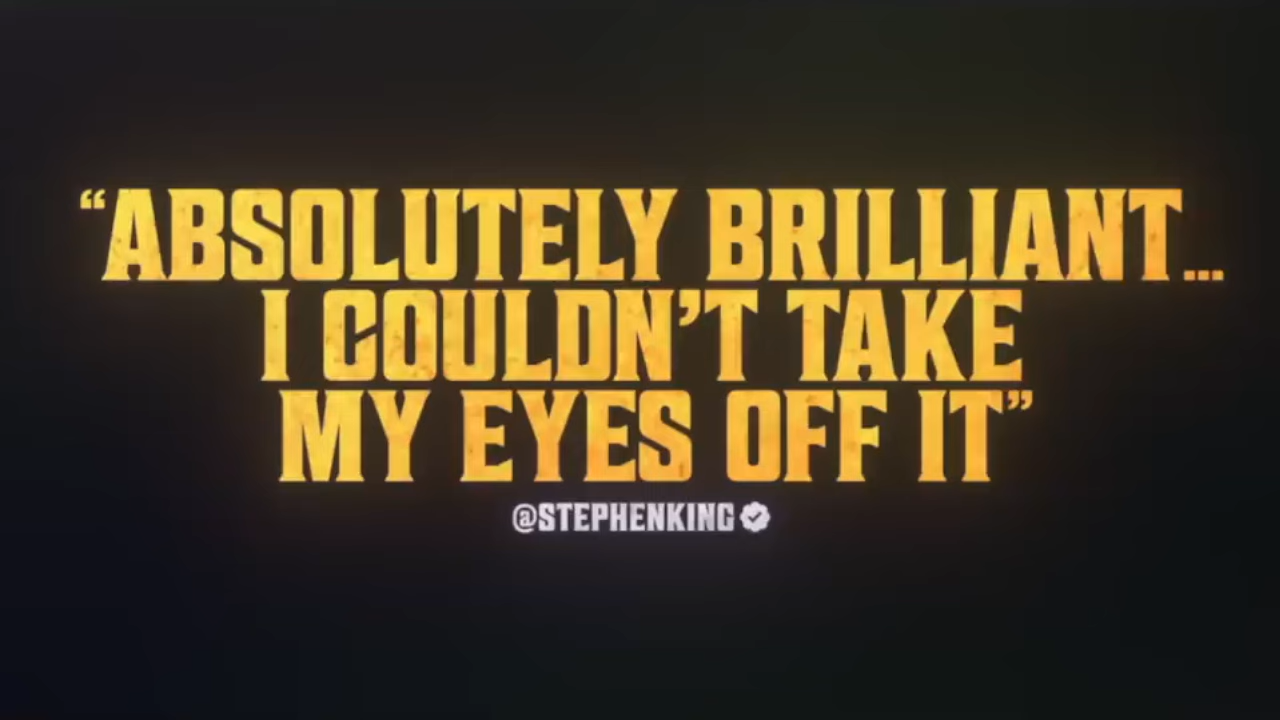 “ABSOLUTELY BRILLIANT...
I COULDN’T TAKE
MY EYES OFF IT”
@STEPHENKING